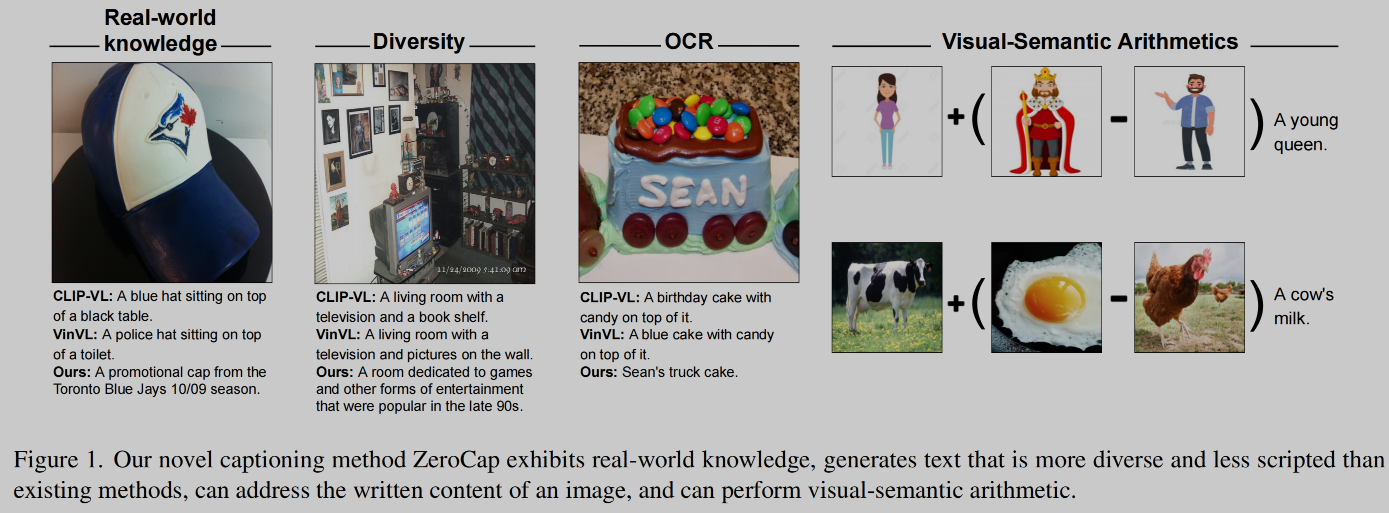 Real-world
knowledge
Diversity
OCR
Visual-Semantic Arithmetics
11/24/2009 9:41:09 am
SEAN
+(
-
)
A young
queen.
+(
-
)
A cow's
milk.
CLIP-VL: A blue hat sitting on top
of a black table.
VinVL: A police hat sitting on top
of a toilet.
Ours: A promotional cap from the
Toronto Blue Jays 10/09 season.
CLIP-VL: A living room with a
television and a book shelf.
VinVL: A living room with a
television and pictures on the wall.
Ours: A room dedicated to games
and other forms of entertainment
that were popular in the late 90s.
CLIP-VL: A birthday cake with
candy on top of it.
VinVL: A blue cake with candy
on top of it.
Ours: Sean's truck cake.
Figure 1. Our novel captioning method ZeroCap exhibits real-world knowledge, generates text that is more diverse and less scripted than
existing methods, can address the written content of an image, and can perform visual-semantic arithmetic.